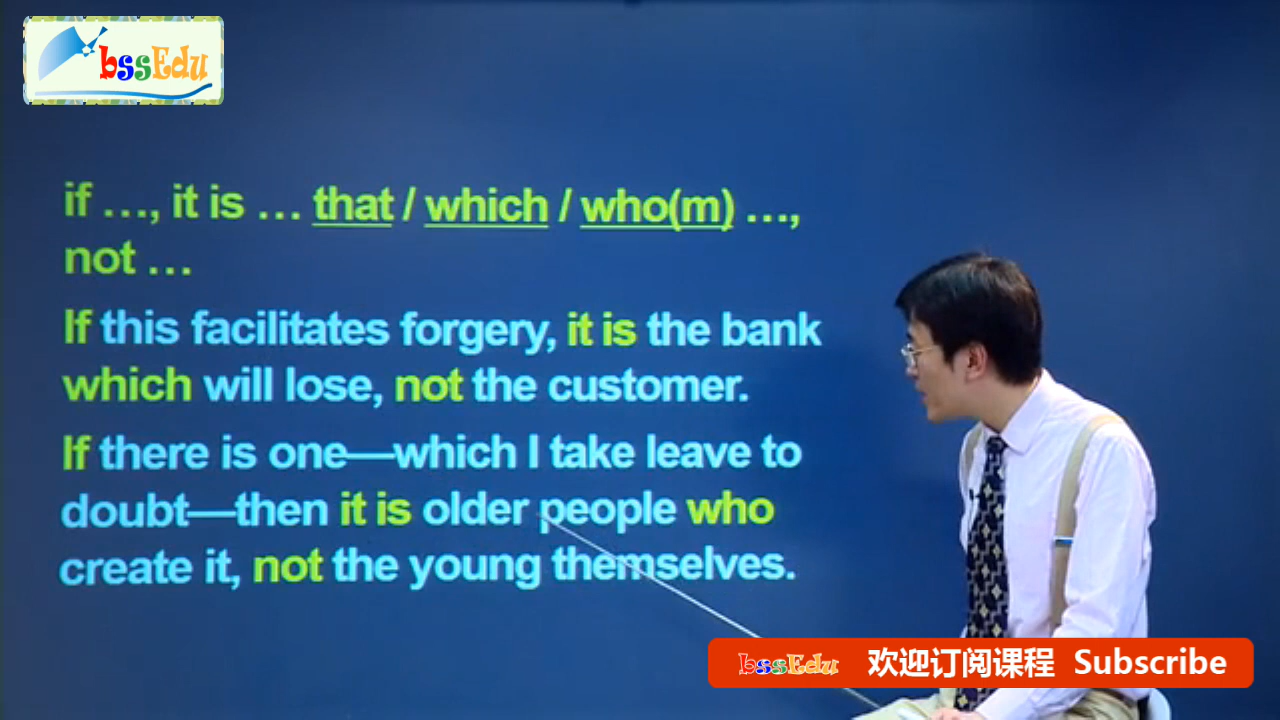 bssEdu
if …, it is … that / which / who(m) …,
not …
If this facilitates forgery, it is the bank
which will lose, not the customer.
If there is one—which I take leave to
doubt—then it is older people who
create it, not the young themselves.
bssEdu 欢迎订阅课程 Subscribe